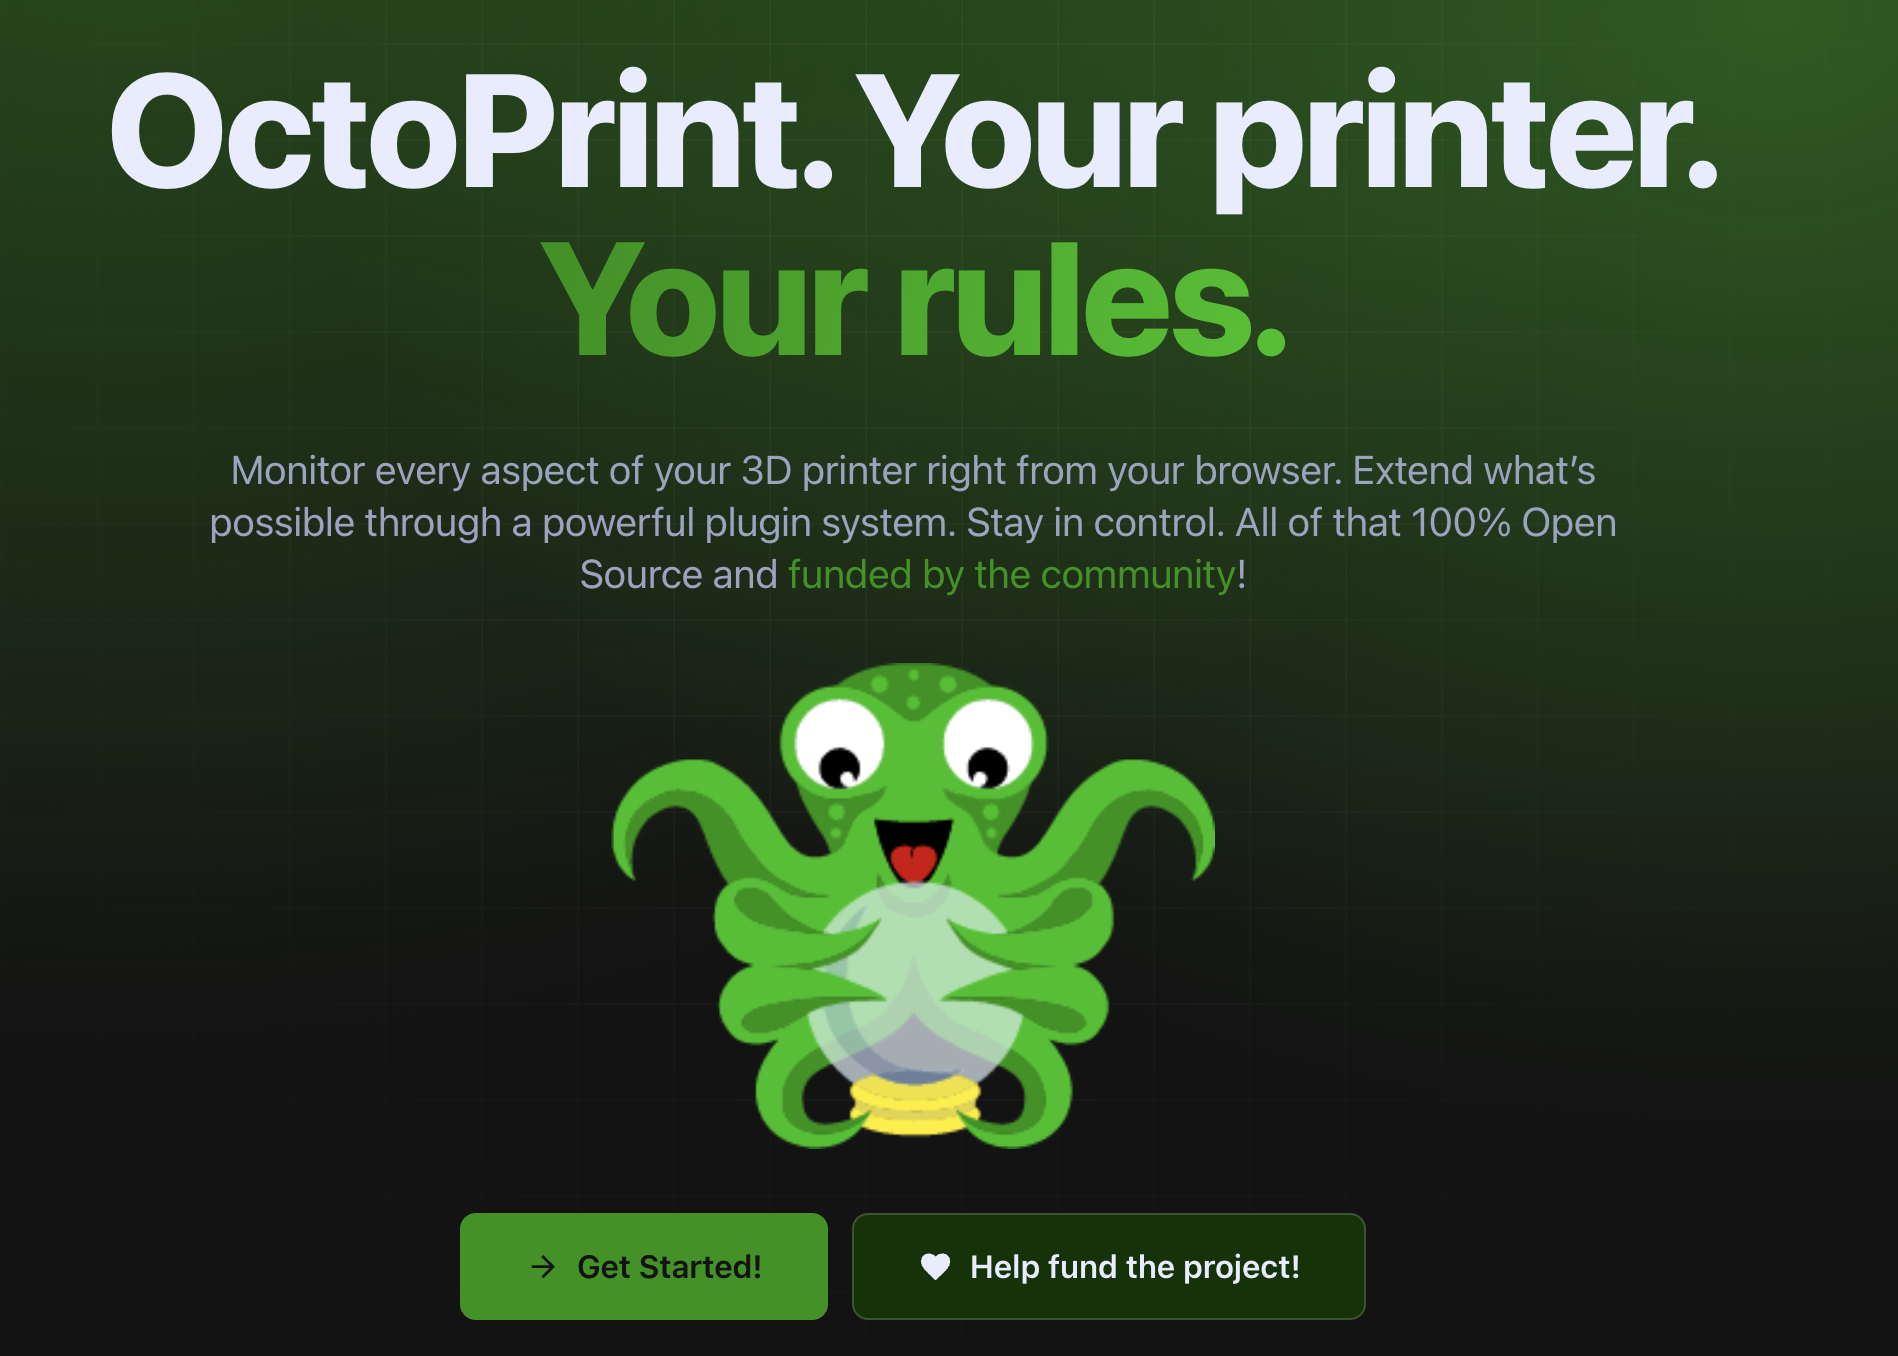 OctoPrint. Your printer.
Your rules.
Monitor every aspect of your 3D printer right from your browser. Extend what’s
possible through a powerful plugin system. Stay in control. All of that 100% Open
Source and funded by the community!
Get Started!
Help fund the project!